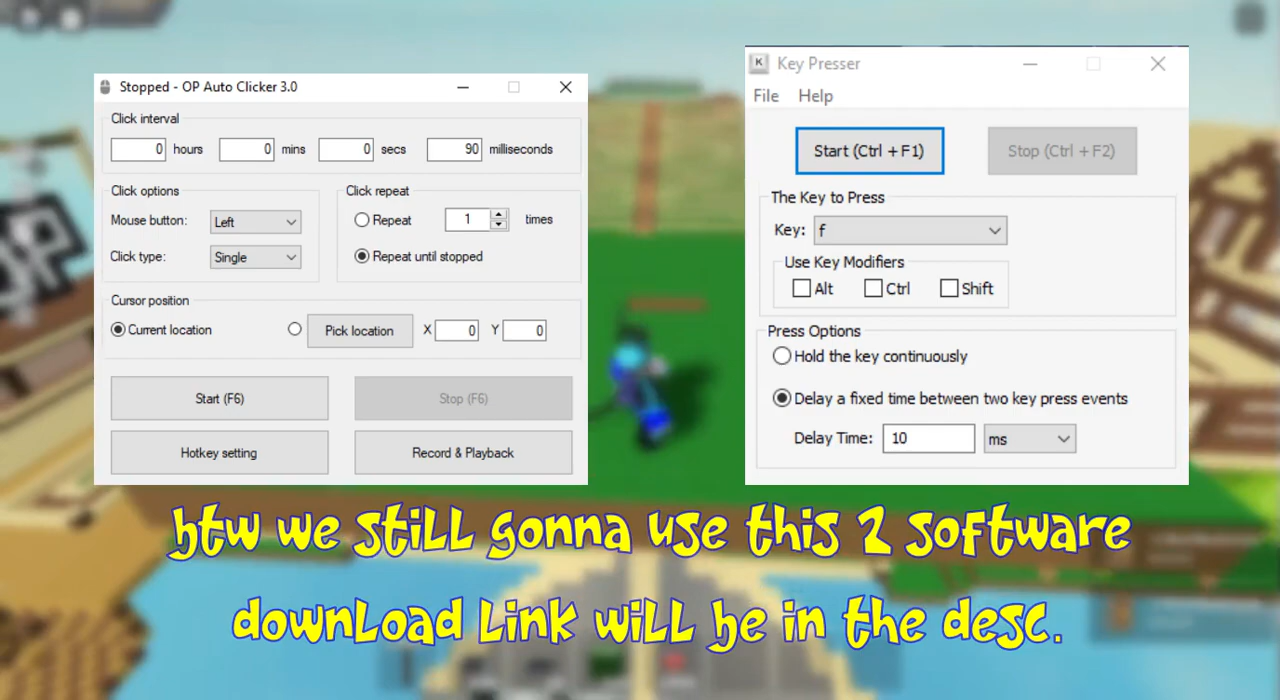 Stopped - OP Auto Clicker 3.0
Click interval
0 hours 0 mins 0 secs 90 milliseconds
Click options
Mouse button: Left
Click type: Single
Click repeat
Repeat 1 times
Repeat until stopped
Cursor position
Current location Pick location X 0 Y 0
Start (F6) Stop (F6)
Hotkey setting Record & Playback
K Key Presser
File Help
Start (Ctrl + F1) Stop (Ctrl + F2)
The Key to Press
Key: f
Use Key Modifiers
Alt Ctrl Shift
Press Options
Hold the key continuously
Delay a fixed time between two key press events
Delay Time: 10 ms
btw we still gonna use this 2 software
download link will be in the desc.